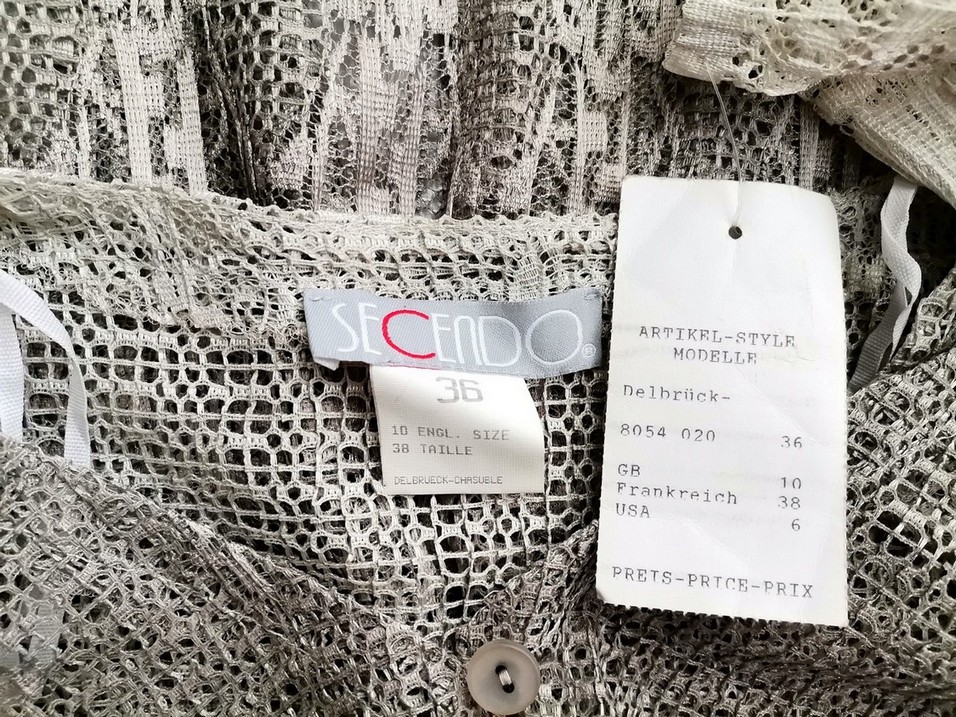 SECENDO®
36
10 ENGL. SIZE
38 TAILLE
DELBRUECK-CHASUBLE
ARTIKEL-STYLE
MODELLE
Delbrück-
8054 020 36
GB 10
Frankreich 38
USA 6
PREIS-PRICE-PRIX